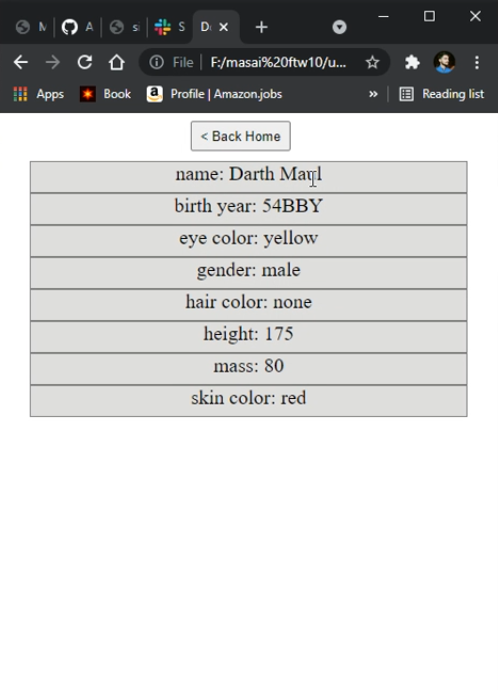 M
A
si
S
D
File
F:/masai%20ftw10/u...
Apps
Book
Profile | Amazon.jobs
»
Reading list
< Back Home
name: Darth Maul
birth year: 54BBY
eye color: yellow
gender: male
hair color: none
height: 175
mass: 80
skin color: red